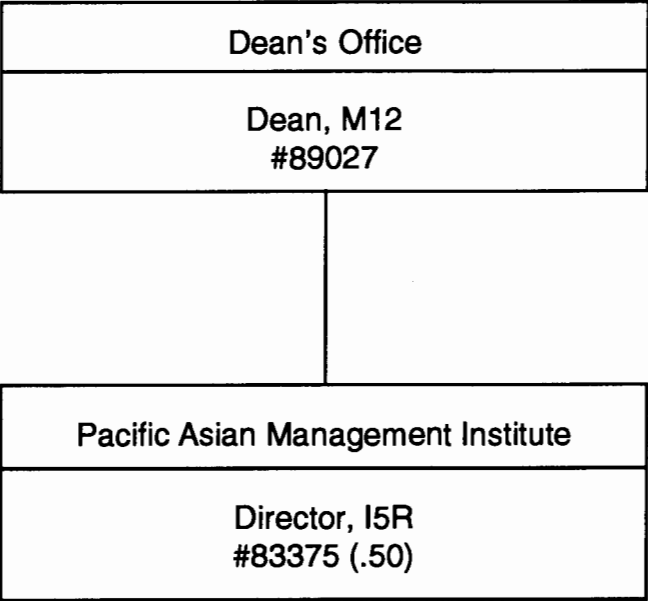 Dean's Office
Dean, M12
#89027
Pacific Asian Management Institute
Director, I5R
#83375 (.50)